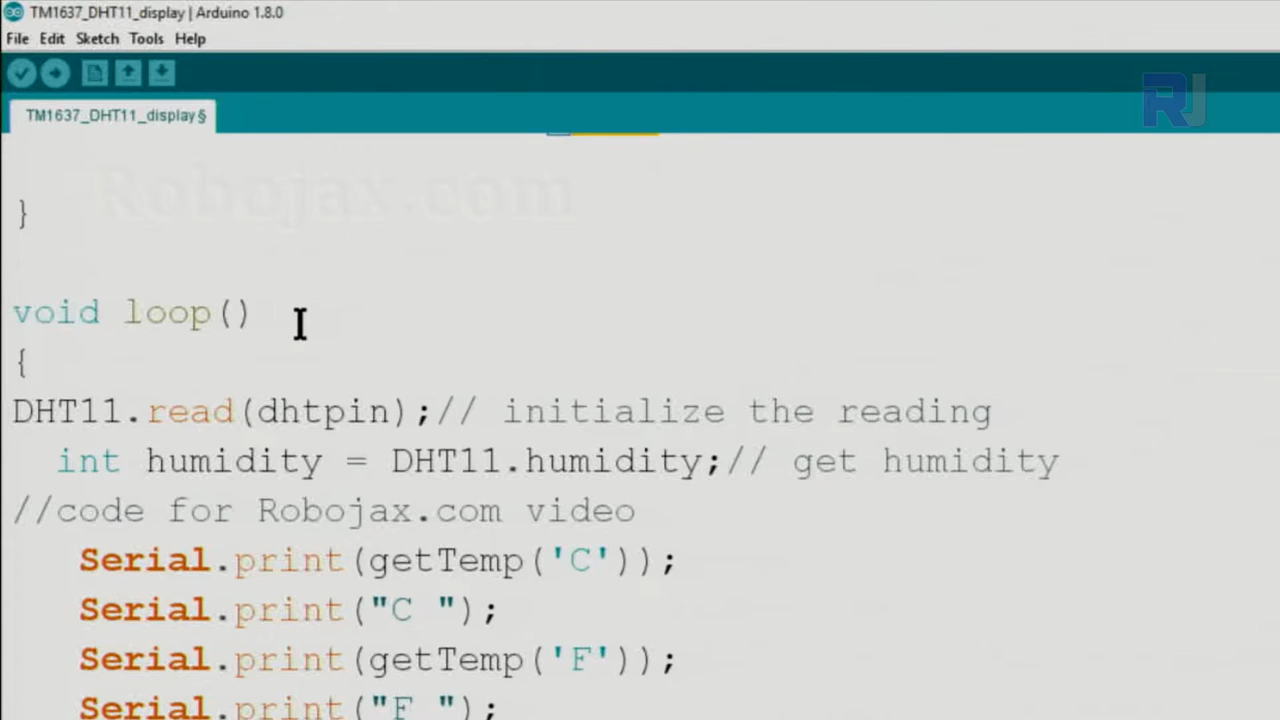 TM1637_DHT11_display | Arduino 1.8.0
File Edit Sketch Tools Help
TM1637_DHT11_display§
RJ
Robojax.com
}
void loop()
{
DHT11.read(dhtpin);// initialize the reading
int humidity = DHT11.humidity;// get humidity
//code for Robojax.com video
Serial.print(getTemp('C'));
Serial.print("C ");
Serial.print(getTemp('F'));
Serial.print("F ");